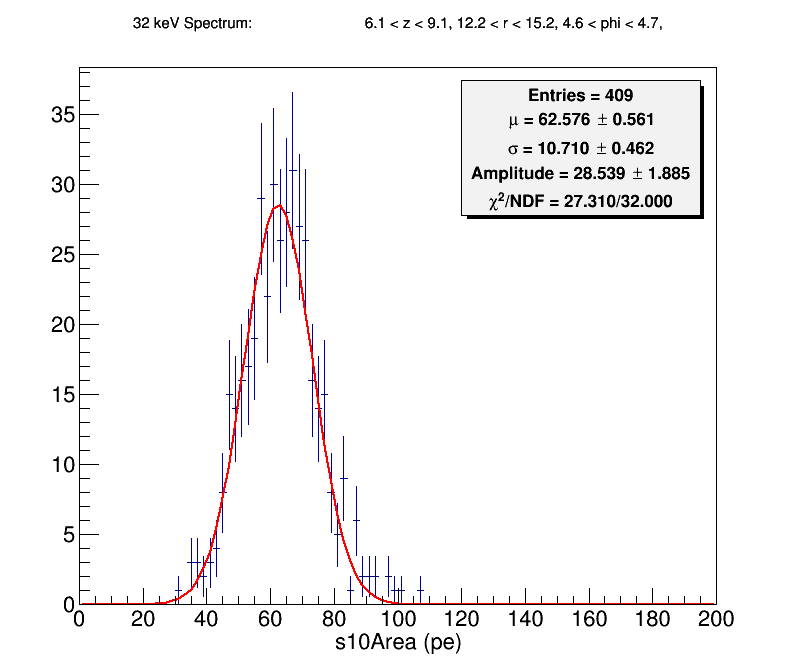 32 keV Spectrum: 6.1 < z < 9.1, 12.2 < r < 15.2, 4.6 < phi < 4.7,
Entries = 409
μ = 62.576 ± 0.561
σ = 10.710 ± 0.462
Amplitude = 28.539 ± 1.885
χ²/NDF = 27.310/32.000
35
30
25
20
15
10
5
0
0 20 40 60 80 100 120 140 160 180 200
s10Area (pe)